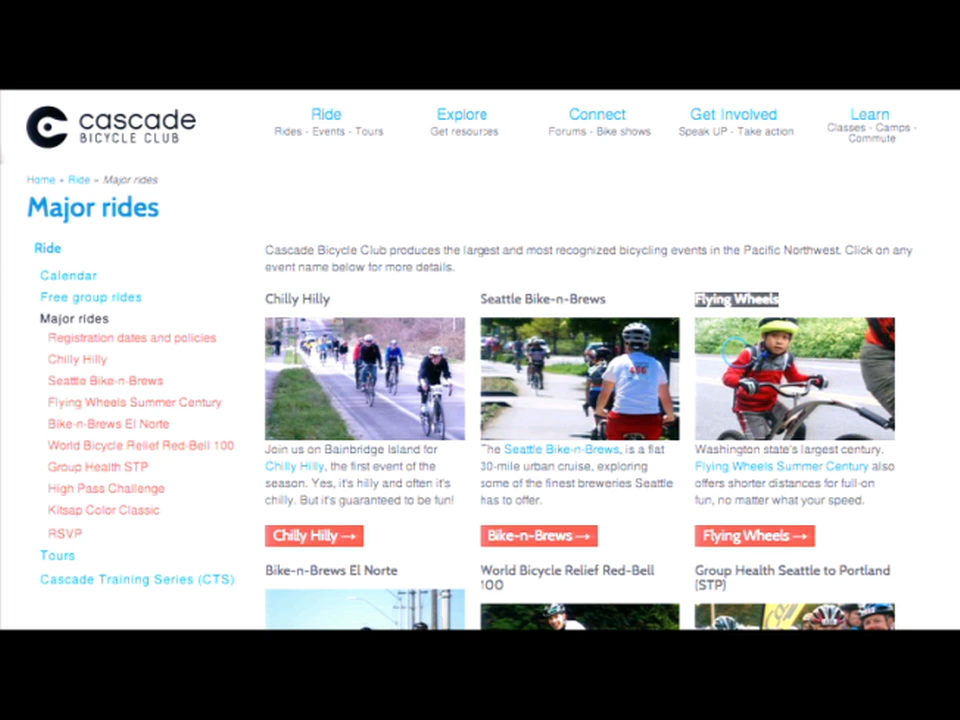 cascade
BICYCLE CLUB
Ride
Rides - Events - Tours
Explore
Get resources
Connect
Forums - Bike shows
Get Involved
Speak UP - Take action
Learn
Classes - Camps -
Commute
Home » Ride » Major rides
Major rides
Ride
Calendar
Free group rides
Major rides
Registration dates and policies
Chilly Hilly
Seattle Bike-n-Brews
Flying Wheels Summer Century
Bike-n-Brews El Norte
World Bicycle Relief Red-Bell 100
Group Health STP
High Pass Challenge
Kitsap Color Classic
RSVP
Tours
Cascade Training Series (CTS)
Cascade Bicycle Club produces the largest and most recognized bicycling events in the Pacific Northwest. Click on any
event name below for more details.
Chilly Hilly
Join us on Bainbridge Island for
Chilly Hilly, the first event of the
season. Yes, it's hilly and often it's
chilly. But it's guaranteed to be fun!
Chilly Hilly →
Seattle Bike-n-Brews
The Seattle Bike-n-Brews, is a flat
30-mile urban cruise, exploring
some of the finest breweries Seattle
has to offer.
Bike-n-Brews →
Flying Wheels
Washington state's largest century.
Flying Wheels Summer Century also
offers shorter distances for full-on
fun, no matter what your speed.
Flying Wheels →
Bike-n-Brews El Norte
World Bicycle Relief Red-Bell
100
Group Health Seattle to Portland
(STP)